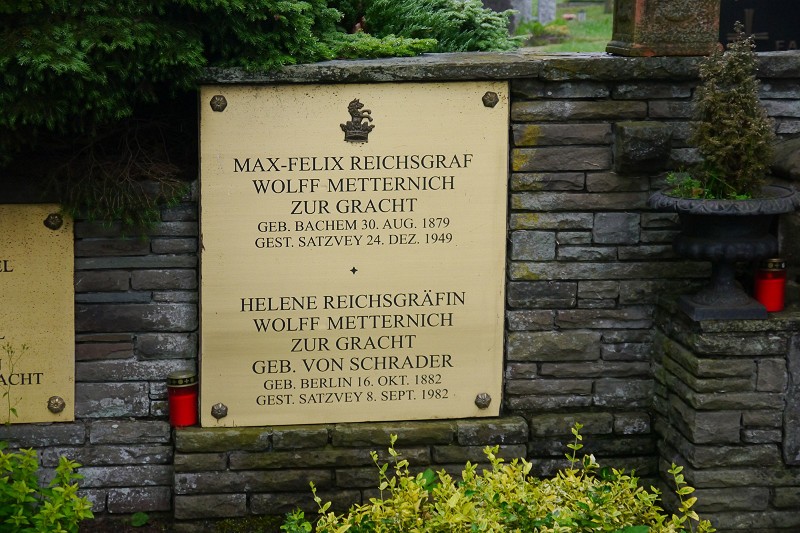 MAX-FELIX REICHSGRAF
WOLFF METTERNICH
ZUR GRACHT
GEB. BACHEM 30. AUG. 1879
GEST. SATZVEY 24. DEZ. 1949
HELENE REICHSGRÄFIN
WOLFF METTERNICH
ZUR GRACHT
GEB. VON SCHRADER
GEB. BERLIN 16. OKT. 1882
GEST. SATZVEY 8. SEPT. 1982